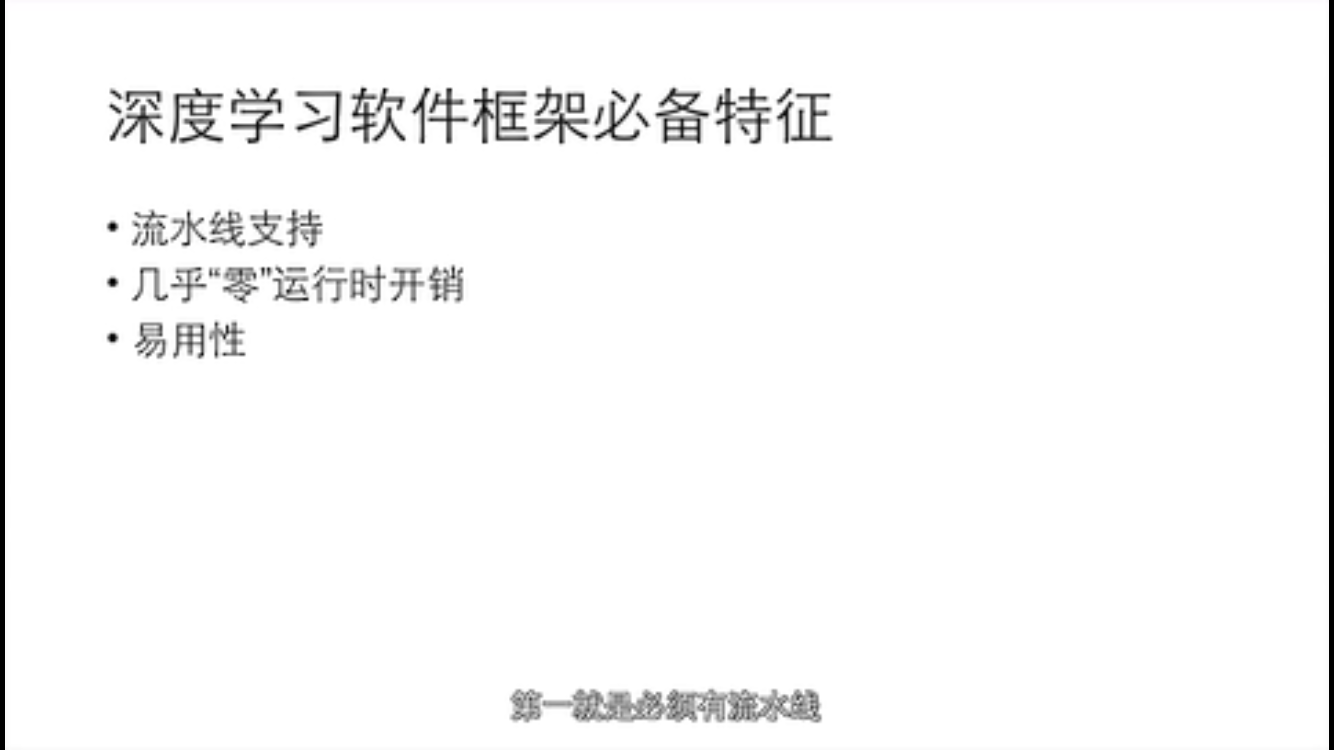 深度学习软件框架必备特征
• 流水线支持
• 几乎“零”运行时开销
• 易用性
第一就是必须有流水线